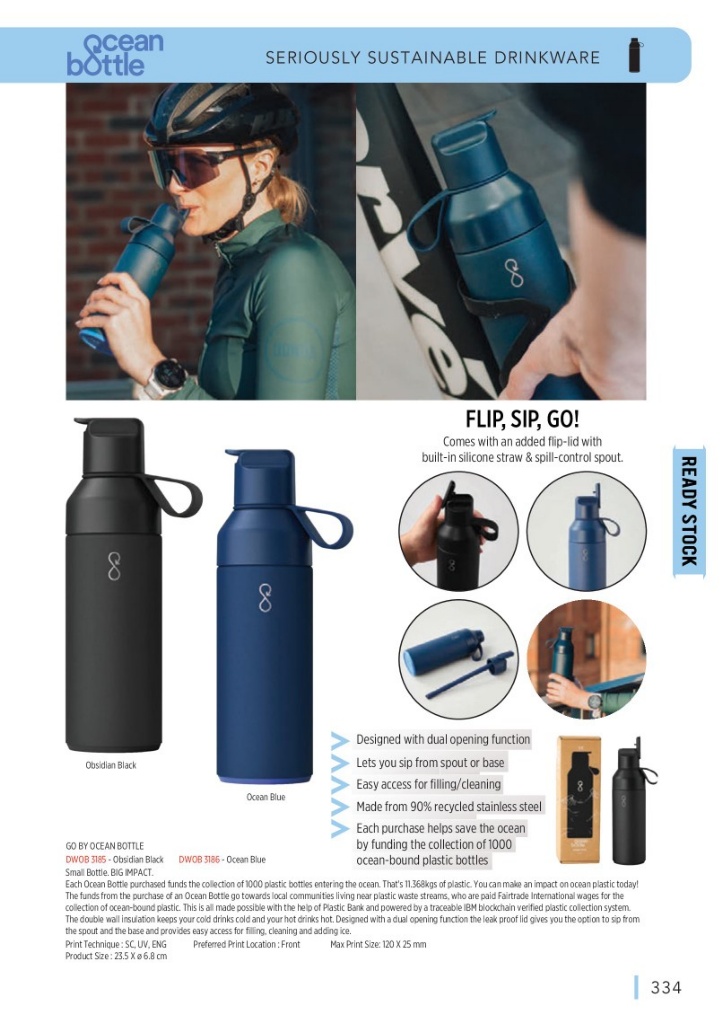 ocean
bottle
SERIOUSLY SUSTAINABLE DRINKWARE
FLIP, SIP, GO!
Comes with an added flip-lid with
built-in silicone straw & spill-control spout.
READY STOCK
Obsidian Black
Ocean Blue
Designed with dual opening function
Lets you sip from spout or base
Easy access for filling/cleaning
Made from 90% recycled stainless steel
Each purchase helps save the ocean
by funding the collection of 1000
ocean-bound plastic bottles
GO BY OCEAN BOTTLE
DWOB 3185 - Obsidian Black DWOB 3186 - Ocean Blue
Small Bottle. BIG IMPACT.
Each Ocean Bottle purchased funds the collection of 1000 plastic bottles entering the ocean. That's 11.368kgs of plastic. You can make an impact on ocean plastic today!
The funds from the purchase of an Ocean Bottle go towards local communities living near plastic waste streams, who are paid Fairtrade International wages for the
collection of ocean-bound plastic. This is all made possible with the help of Plastic Bank and powered by a traceable IBM blockchain verified plastic collection system.
The double wall insulation keeps your cold drinks cold and your hot drinks hot. Designed with a dual opening function the leak proof lid gives you the option to sip from
the spout and the base and provides easy access for filling, cleaning and adding ice.
Print Technique : SC, UV, ENG Preferred Print Location : Front Max Print Size: 120 X 25 mm
Product Size : 23.5 X ø 6.8 cm
334